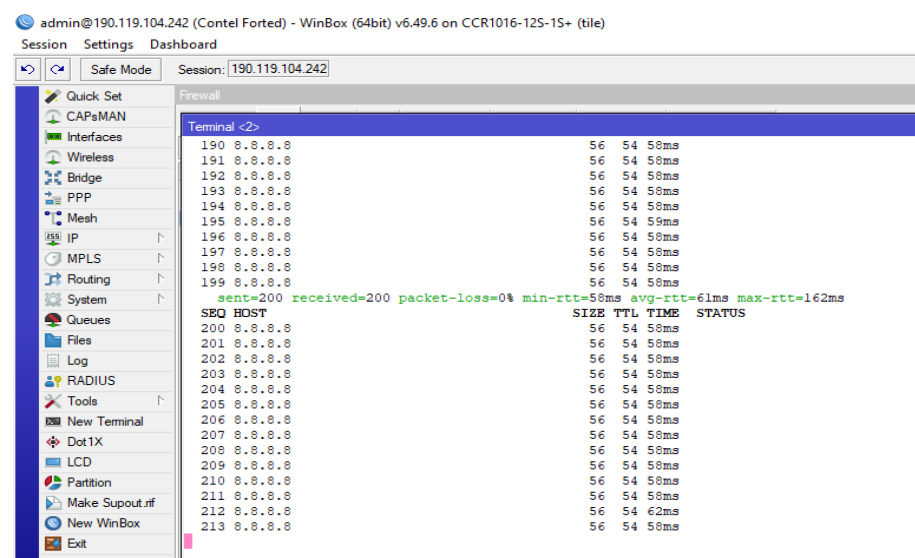 admin@190.119.104.242 (Contel Forted) - WinBox (64bit) v6.49.6 on CCR1016-12S-1S+ (tile)
Session Settings Dashboard
Safe Mode Session: 190.119.104.242
Quick Set
CAPsMAN
Interfaces
Wireless
Bridge
PPP
Mesh
255 IP
MPLS
Routing
System
Queues
Files
Log
RADIUS
Tools
New Terminal
Dot1X
LCD
Partition
Make Supout.rif
New WinBox
Exit
Firewall
Terminal <2>
190 8.8.8.8 56 54 58ms
191 8.8.8.8 56 54 58ms
192 8.8.8.8 56 54 58ms
193 8.8.8.8 56 54 58ms
194 8.8.8.8 56 54 58ms
195 8.8.8.8 56 54 59ms
196 8.8.8.8 56 54 58ms
197 8.8.8.8 56 54 58ms
198 8.8.8.8 56 54 58ms
199 8.8.8.8 56 54 58ms
sent=200 received=200 packet-loss=0% min-rtt=58ms avg-rtt=61ms max-rtt=162ms
SEQ HOST SIZE TTL TIME STATUS
200 8.8.8.8 56 54 58ms
201 8.8.8.8 56 54 58ms
202 8.8.8.8 56 54 58ms
203 8.8.8.8 56 54 58ms
204 8.8.8.8 56 54 58ms
205 8.8.8.8 56 54 58ms
206 8.8.8.8 56 54 58ms
207 8.8.8.8 56 54 58ms
208 8.8.8.8 56 54 58ms
209 8.8.8.8 56 54 58ms
210 8.8.8.8 56 54 58ms
211 8.8.8.8 56 54 58ms
212 8.8.8.8 56 54 62ms
213 8.8.8.8 56 54 58ms